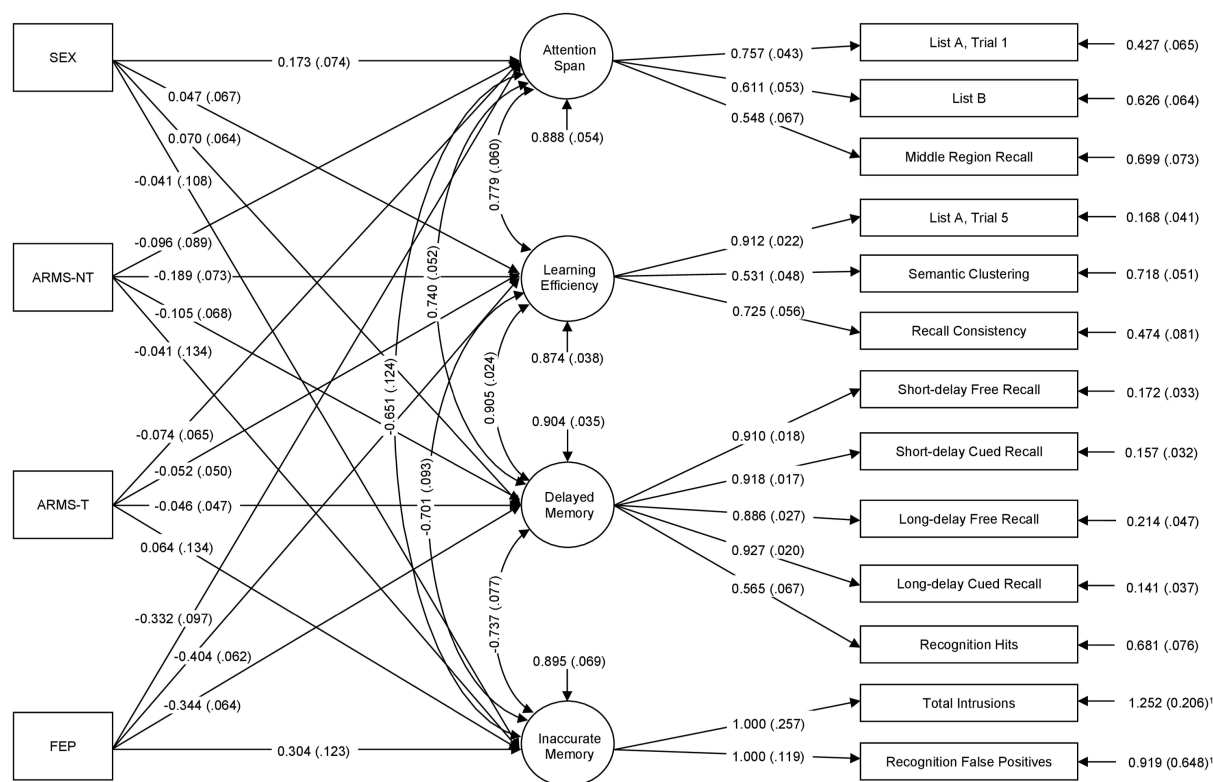 SEX
ARMS-NT
ARMS-T
FEP
0.173 (.074)
0.047 (.067)
0.070 (.064)
-0.041 (.108)
-0.096 (.089)
-0.189 (.073)
-0.105 (.068)
-0.041 (.134)
-0.074 (.065)
-0.052 (.050)
-0.046 (.047)
0.064 (.134)
-0.332 (.097)
-0.404 (.062)
-0.344 (.064)
0.304 (.123)
Attention
Span
0.888 (.054)
0.779 (.060)
0.740 (.052)
-0.651 (.124)
Learning
Efficiency
0.874 (.038)
0.905 (.024)
-0.701 (.093)
0.904 (.035)
Delayed
Memory
-0.737 (.077)
0.895 (.069)
Inaccurate
Memory
0.757 (.043)
0.611 (.053)
0.548 (.067)
0.912 (.022)
0.531 (.048)
0.725 (.056)
0.910 (.018)
0.918 (.017)
0.886 (.027)
0.927 (.020)
0.565 (.067)
1.000 (.257)
1.000 (.119)
List A, Trial 1 0.427 (.065)
List B 0.626 (.064)
Middle Region Recall 0.699 (.073)
List A, Trial 5 0.168 (.041)
Semantic Clustering 0.718 (.051)
Recall Consistency 0.474 (.081)
Short-delay Free Recall 0.172 (.033)
Short-delay Cued Recall 0.157 (.032)
Long-delay Free Recall 0.214 (.047)
Long-delay Cued Recall 0.141 (.037)
Recognition Hits 0.681 (.076)
Total Intrusions 1.252 (0.206)¹
Recognition False Positives 0.919 (0.648)¹